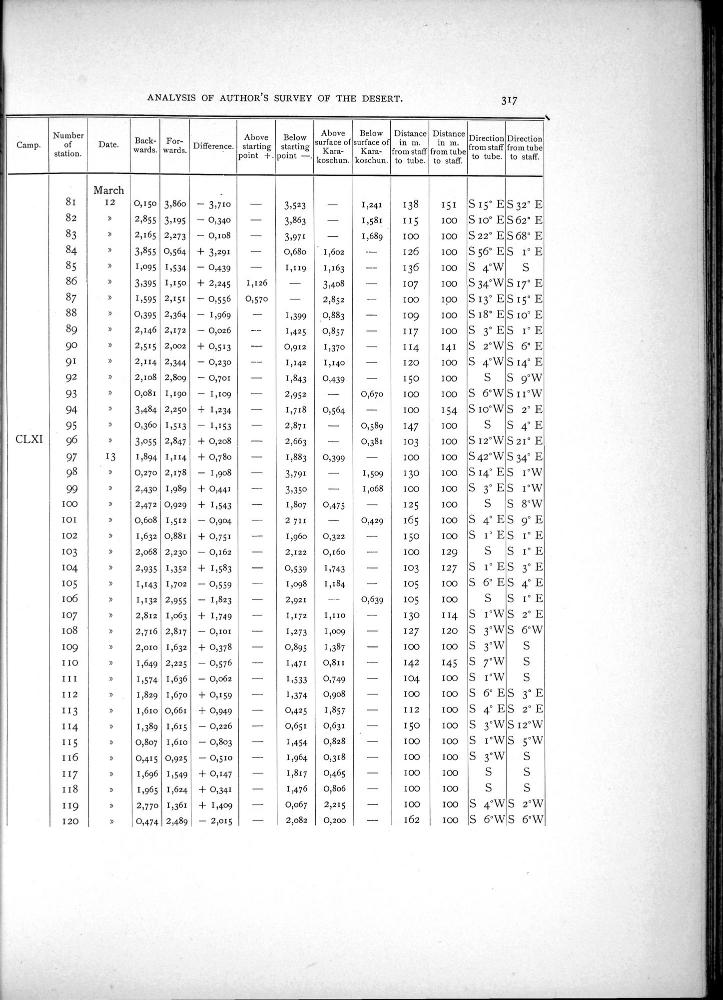 ANALYSIS OF AUTHOR'S SURVEY OF THE DESERT. 317
Camp. Number of station. Date. Back-wards. For-wards. Difference. Above starting point +. Below starting point —. Above surface of Kara-koschun. Below surface of Kara-koschun. Distance in m. from staff to tube. Distance in m. from tube to staff. Direction from staff to tube. Direction from tube to staff.
March
81 12 0,150 3,860 — 3,710 — 3,523 — 1,241 138 151 S 15° E S 32° E
82 » 2,855 3,195 — 0,340 — 3,863 — 1,581 115 100 S 10° E S 62° E
83 » 2,165 2,273 — 0,108 — 3,971 — 1,689 100 100 S 22° E S 68° E
84 » 3,855 0,564 + 3,291 — 0,680 1,602 — 126 100 S 56° E S 1° E
85 » 1,095 1,534 — 0,439 — 1,119 1,163 — 136 100 S 4° W S
86 » 3,395 1,150 + 2,245 1,126 — 3,408 — 107 100 S 34° W S 17° E
87 » 1,595 2,151 — 0,556 0,570 — 2,852 — 100 100 S 13° E S 15° E
88 » 0,395 2,364 — 1,969 — 1,399 0,883 — 109 100 S 18° E S 10° E
89 » 2,146 2,172 — 0,026 — 1,425 0,857 — 117 100 S 3° E S 1° E
90 » 2,515 2,002 + 0,513 — 0,912 1,370 — 114 141 S 2° W S 6° E
91 » 2,114 2,344 — 0,230 — 1,142 1,140 — 120 100 S 4° W S 14° E
92 » 2,108 2,809 — 0,701 — 1,843 0,439 — 150 100 S S 9° W
93 » 0,081 1,190 — 1,109 — 2,952 — 0,670 100 100 S 6° W S 11° W
94 » 3,484 2,250 + 1,234 — 1,718 0,564 — 100 154 S 10° W S 2° E
95 » 0,360 1,513 — 1,153 — 2,871 — 0,589 147 100 S S 4° E
CLXI 96 » 3,055 2,847 + 0,208 — 2,663 — 0,381 103 100 S 12° W S 21° E
97 13 1,894 1,114 + 0,780 — 1,883 0,399 — 100 100 S 42° W S 34° E
98 » 0,270 2,178 — 1,908 — 3,791 — 1,509 130 100 S 14° E S 1° W
99 » 2,430 1,989 + 0,441 — 3,350 — 1,068 100 100 S 3° E S 1° W
100 » 2,472 0,929 + 1,543 — 1,807 0,475 — 125 100 S S 8° W
101 » 0,608 1,512 — 0,904 — 2 711 — 0,429 165 100 S 4° E S 9° E
102 » 1,632 0,881 + 0,751 — 1,960 0,322 — 150 100 S 1° E S 1° E
103 » 2,068 2,230 — 0,162 — 2,122 0,160 — 100 129 S S 1° E
104 » 2,935 1,352 + 1,583 — 0,539 1,743 — 103 127 S 1° E S 3° E
105 » 1,143 1,702 — 0,559 — 1,098 1,184 — 105 100 S 6° E S 4° E
106 » 1,132 2,955 — 1,823 — 2,921 — 0,639 105 100 S S 1° E
107 » 2,812 1,063 + 1,749 — 1,172 1,110 — 130 114 S 1° W S 2° E
108 » 2,716 2,817 — 0,101 — 1,273 1,009 — 127 120 S 3° W S 6° W
109 » 2,010 1,632 + 0,378 — 0,895 1,387 — 100 100 S 3° W S
110 » 1,649 2,225 — 0,576 — 1,471 0,811 — 142 145 S 7° W S
111 » 1,574 1,636 — 0,062 — 1,533 0,749 — 104 100 S 1° W S
112 » 1,829 1,670 + 0,159 — 1,374 0,908 — 100 100 S 6° E S 3° E
113 » 1,610 0,661 + 0,949 — 0,425 1,857 — 112 100 S 4° E S 2° E
114 » 1,389 1,615 — 0,226 — 0,651 0,631 — 150 100 S 3° W S 12° W
115 » 0,807 1,610 — 0,803 — 1,454 0,828 — 100 100 S 1° W S 5° W
116 » 0,415 0,925 — 0,510 — 1,964 0,318 — 100 100 S 3° W S
117 » 1,696 1,549 + 0,147 — 1,817 0,465 — 100 100 S S
118 » 1,965 1,624 + 0,341 — 1,476 0,806 — 100 100 S S
119 » 2,770 1,361 + 1,409 — 0,067 2,215 — 100 100 S 4° W S 2° W
120 » 0,474 2,489 — 2,015 — 2,082 0,200 — 162 100 S 6° W S 6° W